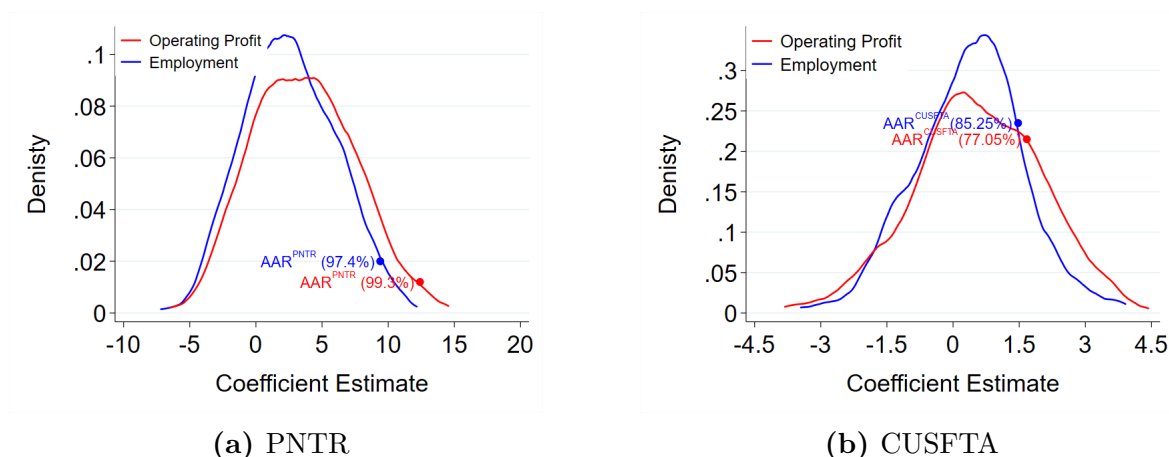 Operating Profit
Employment
.1
.08
.06
.04
.02
0
Denisty
AAR^PNTR (97.4%)
AAR^PNTR (99.3%)
-10 -5 0 5 10 15 20
Coefficient Estimate
(a) PNTR
Operating Profit
Employment
.3
.25
.2
.15
.1
.05
0
Denisty
AAR^CUSFTA (85.25%)
AAR^CUSFTA (77.05%)
-4.5 -3 -1.5 0 1.5 3 4.5
Coefficient Estimate
(b) CUSFTA